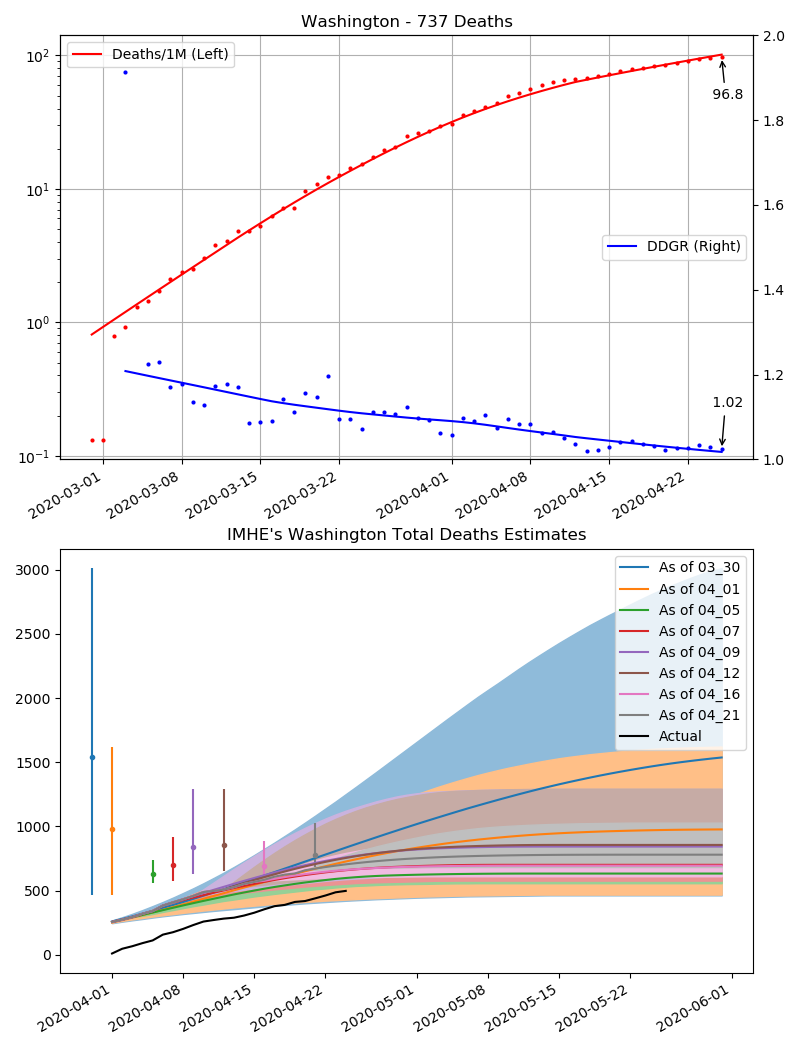 Washington - 737 Deaths
Deaths/1M (Left)
DDGR (Right)
96.8
1.02
10²
10¹
10⁰
10⁻¹
2.0
1.8
1.6
1.4
1.2
1.0
2020-03-01
2020-03-08
2020-03-15
2020-03-22
2020-04-01
2020-04-08
2020-04-15
2020-04-22
IMHE's Washington Total Deaths Estimates
3000
2500
2000
1500
1000
500
0
As of 03_30
As of 04_01
As of 04_05
As of 04_07
As of 04_09
As of 04_12
As of 04_16
As of 04_21
Actual
2020-04-01
2020-04-08
2020-04-15
2020-04-22
2020-05-01
2020-05-08
2020-05-15
2020-05-22
2020-06-01